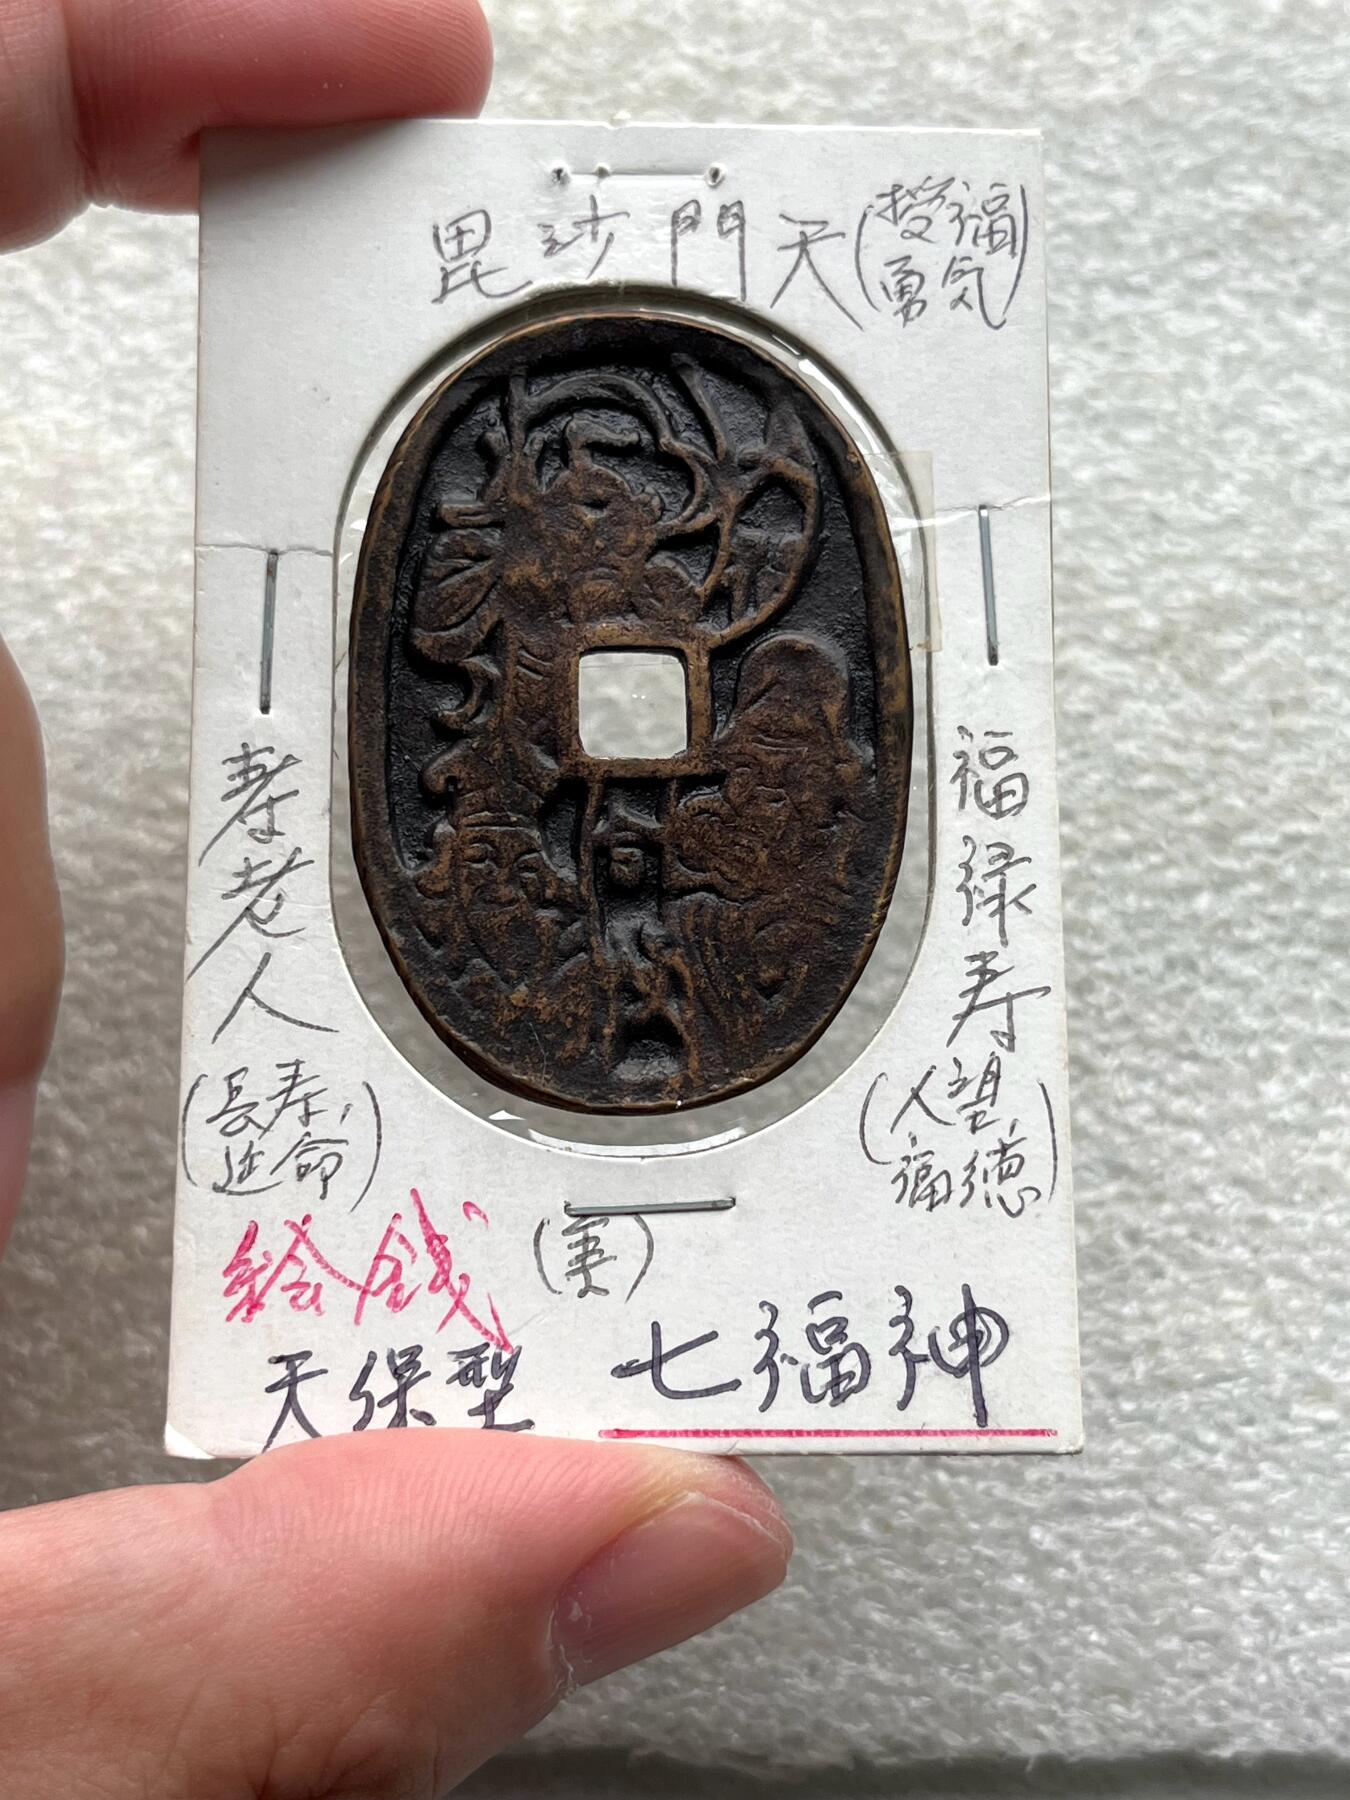 毘沙門天(授福
勇気)
寿老人
(長寿,
延命)
福禄寿
(人望,
福徳)
絵銭
(美)
天保型
七福神